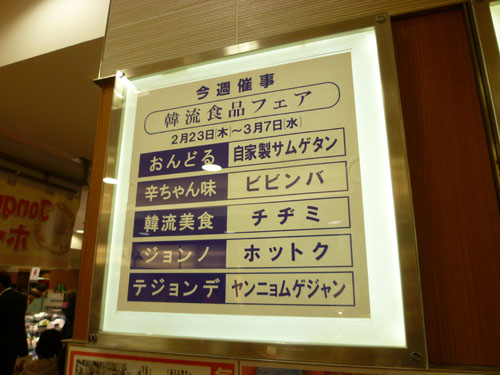 今週催事
韓流食品フェア
2月23日(木)~3月7日(水)
おんどる 自家製サムゲタン
辛ちゃん味 ビビンバ
韓流美食 チヂミ
ジョンノ ホットク
テジョンデ ヤンニョムゲジャン